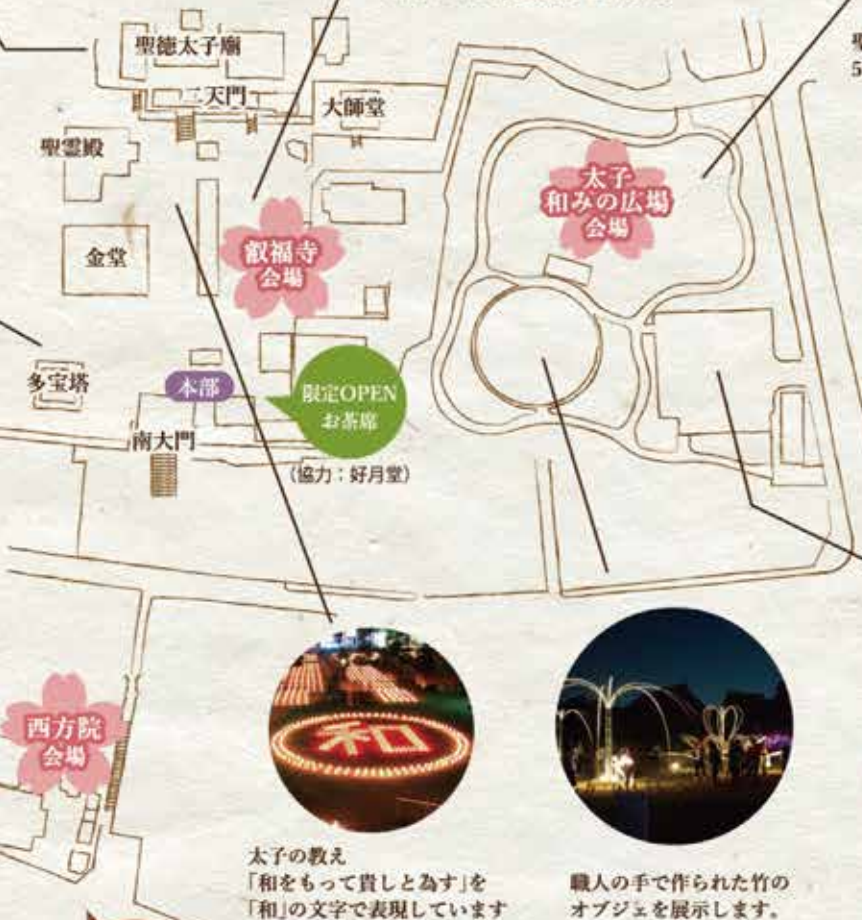 聖徳太子廟
二天門
大師堂
聖霊殿
叡福寺
会場
太子
和みの広場
会場
金堂
多宝塔
本部
限定OPEN
お茶席
(協力：好月堂)
南大門
西方院
会場
和
太子の教え
「和をもって貴しと為す」を
「和」の文字で表現しています
職人の手で作られた竹の
オブジェを展示します。